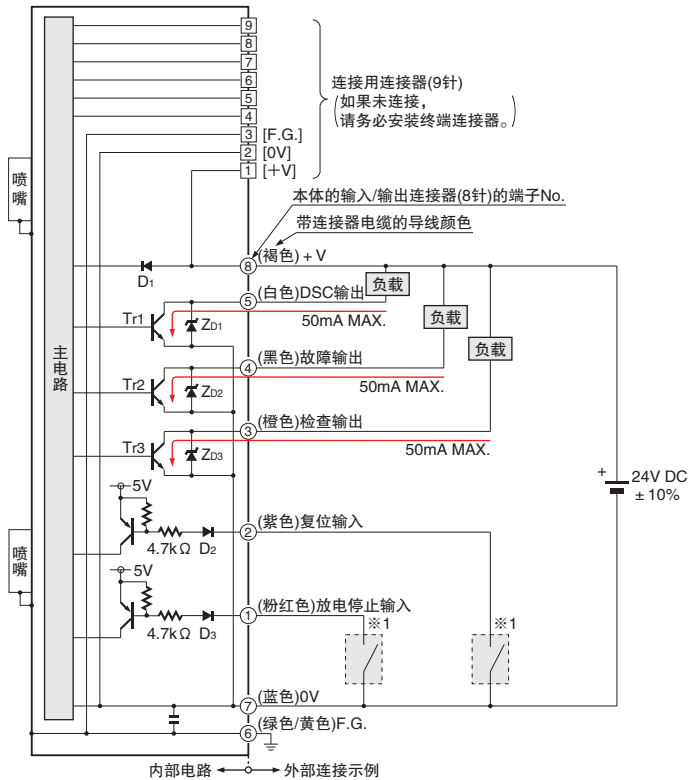 9
8
7
6
5
4
3 [F.G.]
2 [0V]
1 [＋V]
连接用连接器(9针)
(如果未连接，
请务必安装终端连接器。)
喷嘴
本体的输入/输出连接器(8针)的端子No.
带连接器电缆的导线颜色
8 (褐色)+V
D1
5 (白色)DSC输出
负载
50mA MAX.
Tr1
ZD1
负载
负载
主电路
4 (黑色)故障输出
50mA MAX.
Tr2
ZD2
3 (橙色)检查输出
50mA MAX.
Tr3
ZD3
+
24V DC
±10%
5V
2 (紫色)复位输入
4.7kΩ D2
喷嘴
5V
1 (粉红色)放电停止输入
4.7kΩ D3
※1
※1
7 (蓝色)0V
6 (绿色/黄色)F.G.
内部电路
外部连接示例